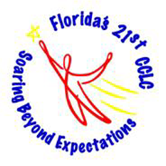 Florida's 21st CCLC
Soaring Beyond Expectations